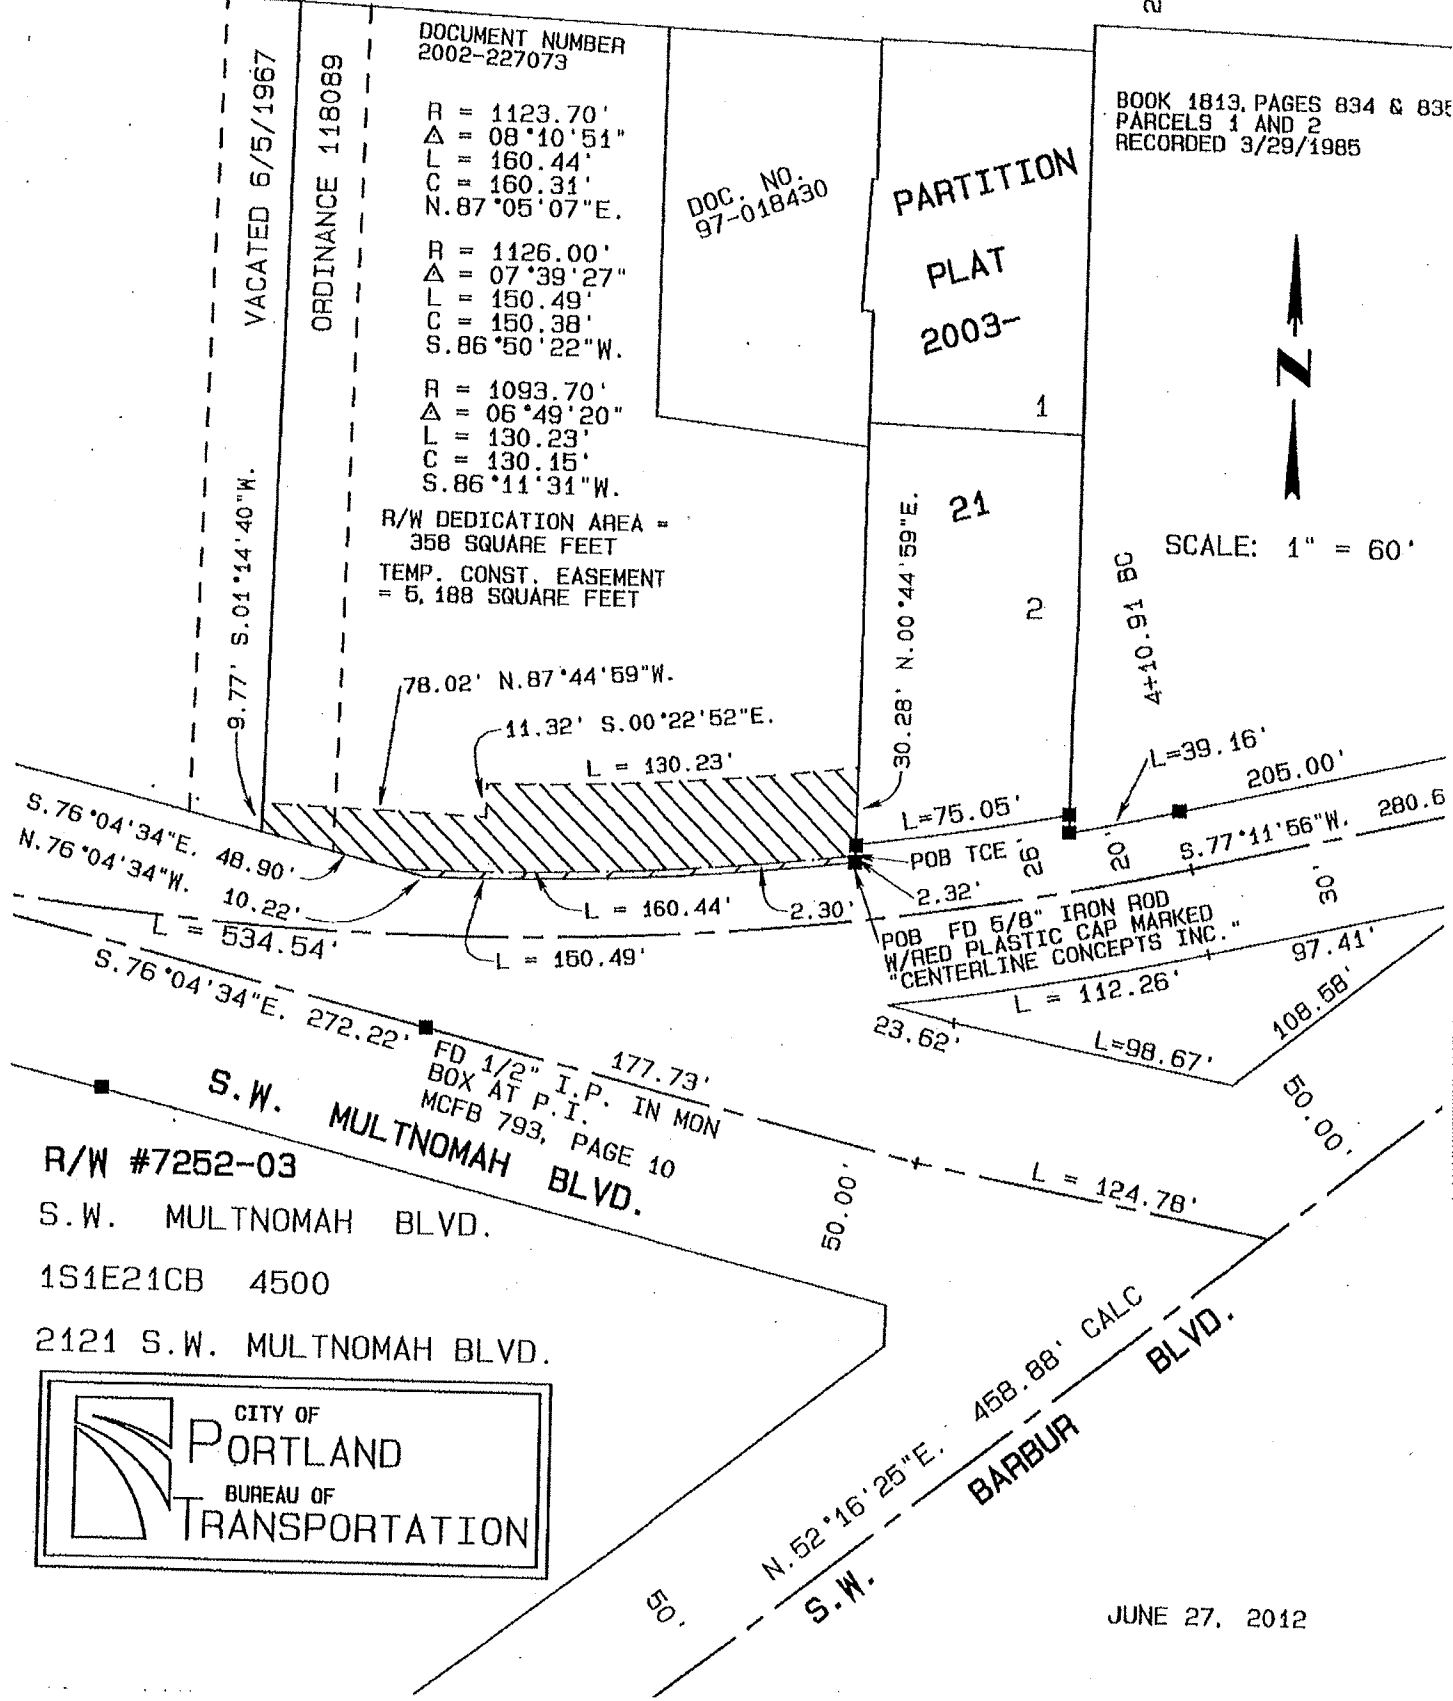 DOCUMENT NUMBER
2002-227073
R = 1123.70'
Δ = 08°10'51"
L = 160.44'
C = 160.31'
N.87°05'07"E.
R = 1126.00'
Δ = 07°39'27"
L = 150.49'
C = 150.38'
S.86°50'22"W.
R = 1093.70'
Δ = 06°49'20"
L = 130.23'
C = 130.15'
S.86°11'31"W.
R/W DEDICATION AREA =
358 SQUARE FEET
TEMP. CONST. EASEMENT
= 5,188 SQUARE FEET
VACATED 6/5/1967
ORDINANCE 118089
9.77' S.01°14'40"W.
DOC. NO.
97-018430
PARTITION
PLAT
2003-
1
21
2
BOOK 1813, PAGES 834 & 835
PARCELS 1 AND 2
RECORDED 3/29/1985
N
SCALE: 1" = 60'
30.28' N.00°44'59"E.
4+10.91 BC
78.02' N.87°44'59"W.
11.32' S.00°22'52"E.
L = 130.23'
L=75.05'
L=39.16'
205.00'
S.77°11'56"W. 280.6
S.76°04'34"E. 48.90'
N.76°04'34"W. 10.22'
L = 534.54'
S.76°04'34"E. 272.22'
L = 160.44'
2.30'
L = 150.49'
POB TCE
2.32'
26'
20'
30'
POB FD 5/8" IRON ROD
W/RED PLASTIC CAP MARKED
"CENTERLINE CONCEPTS INC."
L = 112.26'
97.41'
23.62'
L=98.67'
108.58'
50.00'
FD 1/2" I.P. IN MON
BOX AT P.I.
MCFB 793, PAGE 10
177.73'
S.W. MULTNOMAH BLVD.
50.00'
L = 124.78'
R/W #7252-03
S.W. MULTNOMAH BLVD.
1S1E21CB 4500
2121 S.W. MULTNOMAH BLVD.
CITY OF
PORTLAND
BUREAU OF
TRANSPORTATION
N.52°16'25"E. 458.88' CALC
S.W. BARBUR BLVD.
50'
JUNE 27, 2012